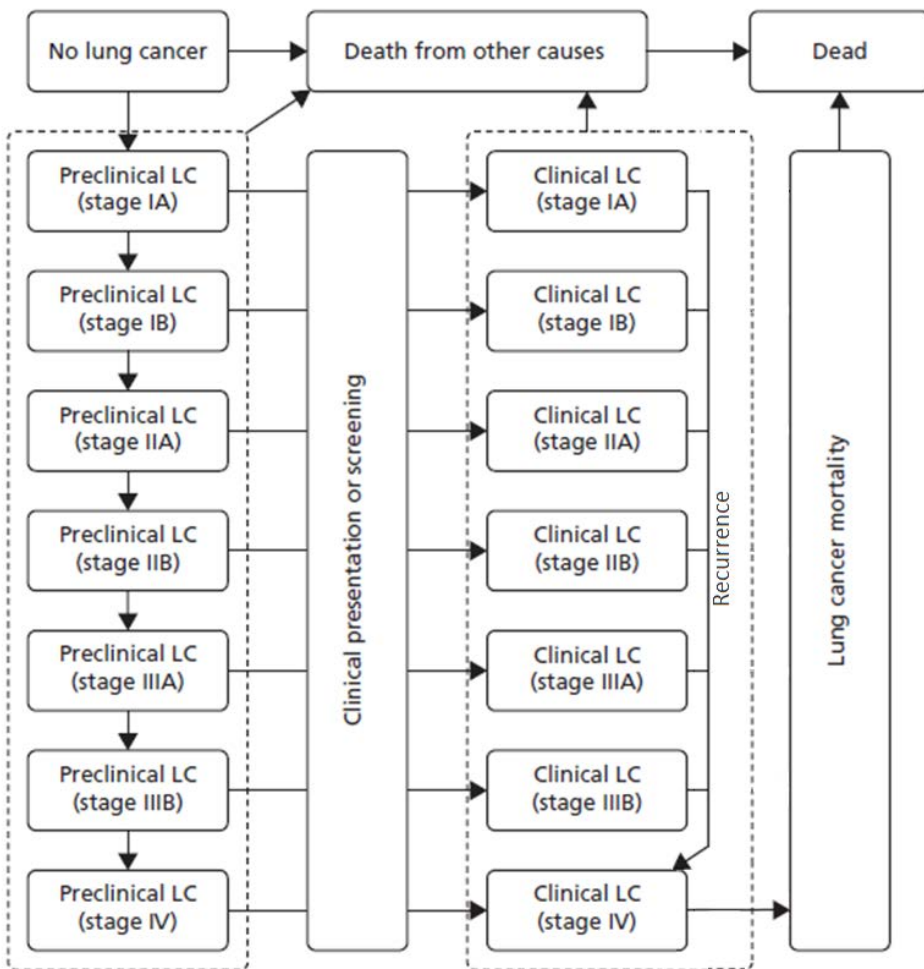 No lung cancer
Death from other causes
Dead
Preclinical LC
(stage IA)
Preclinical LC
(stage IB)
Preclinical LC
(stage IIA)
Preclinical LC
(stage IIB)
Preclinical LC
(stage IIIA)
Preclinical LC
(stage IIIB)
Preclinical LC
(stage IV)
Clinical presentation or screening
Clinical LC
(stage IA)
Clinical LC
(stage IB)
Clinical LC
(stage IIA)
Clinical LC
(stage IIB)
Clinical LC
(stage IIIA)
Clinical LC
(stage IIIB)
Clinical LC
(stage IV)
Recurrence
Lung cancer mortality